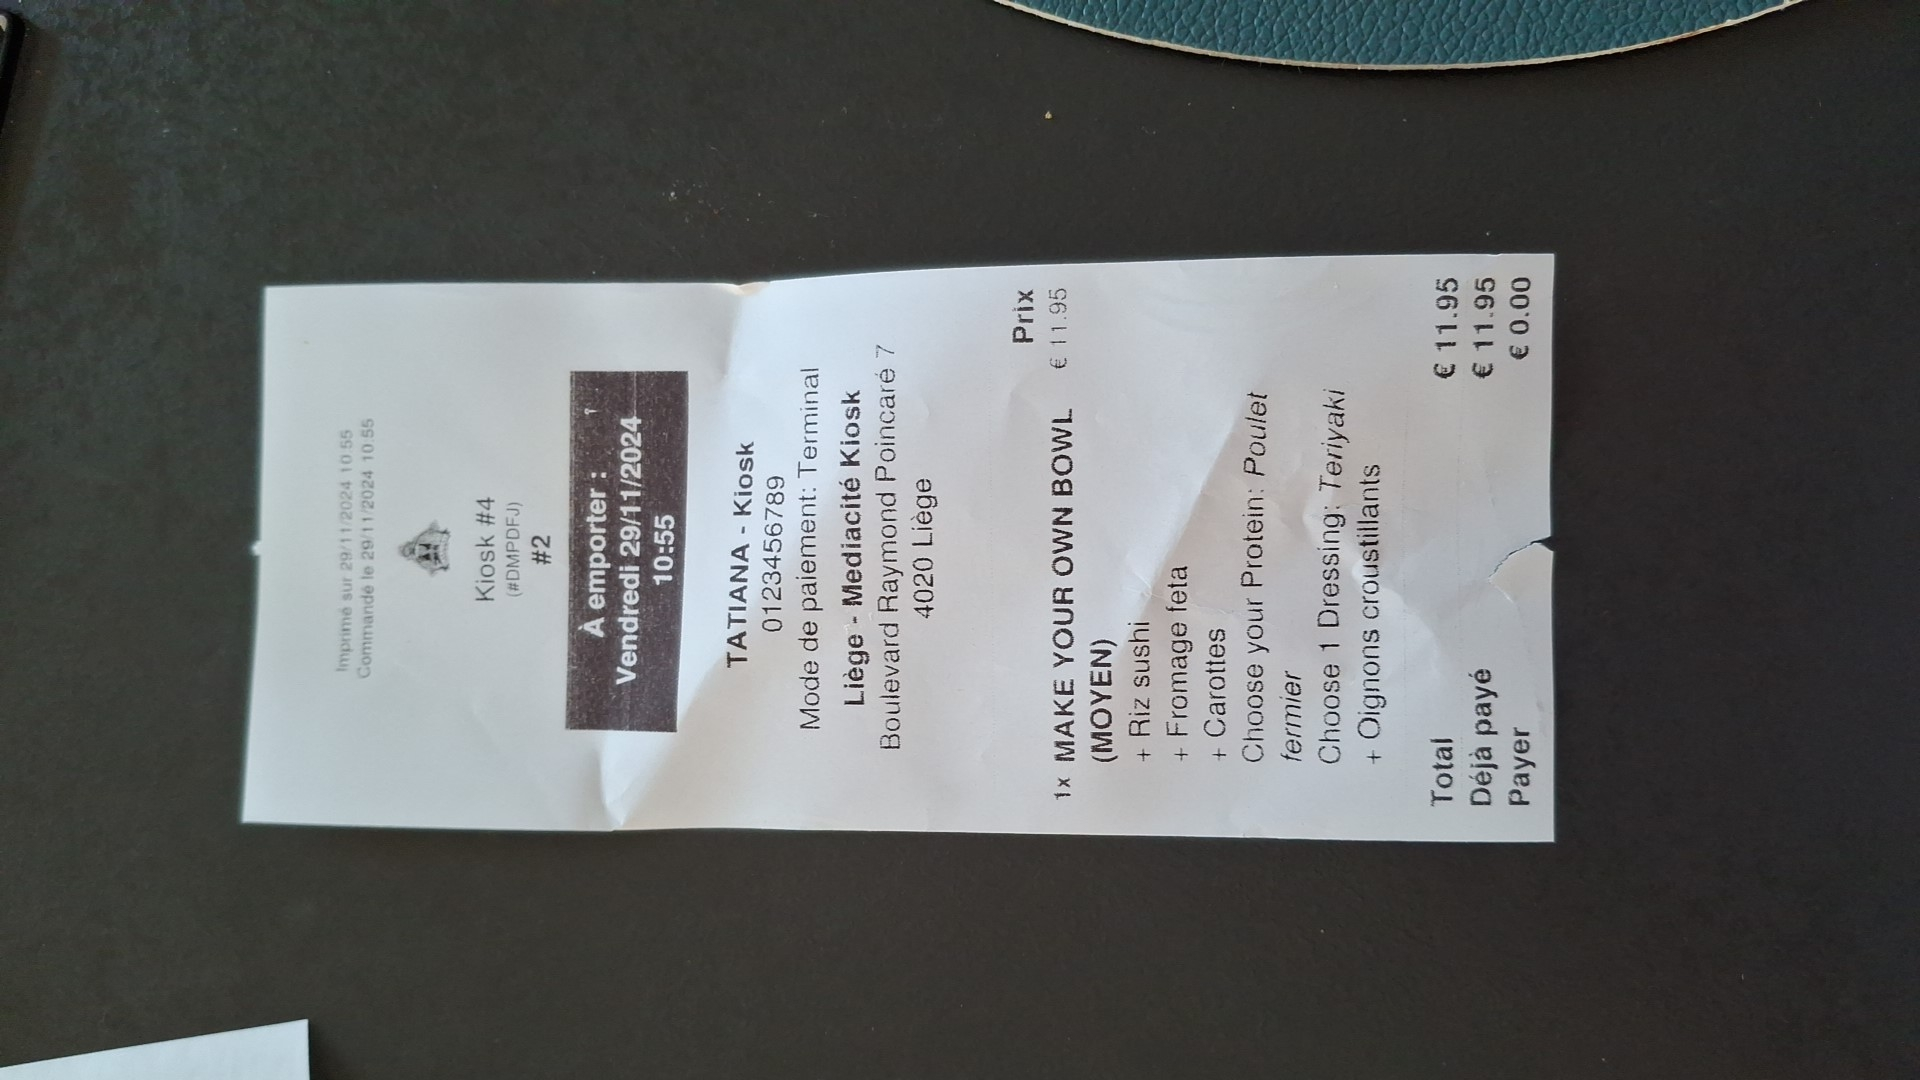 Imprimé sur 29/11/2024 10:55
Commandé le 29/11/2024 10:55
Kiosk #4
(#DMPDFJ)
#2
À emporter :
Vendredi 29/11/2024
10:55
TATIANA - Kiosk
0123456789
Mode de paiement: Terminal
Liège - Mediacité Kiosk
Boulevard Raymond Poincaré 7
4020 Liège
Prix
1x MAKE YOUR OWN BOWL € 11.95
(MOYEN)
+ Riz sushi
+ Fromage feta
+ Carottes
Choose your Protein: Poulet
fermier
Choose 1 Dressing: Teriyaki
+ Oignons croustillants
Total € 11.95
Déjà payé € 11.95
Payer € 0.00